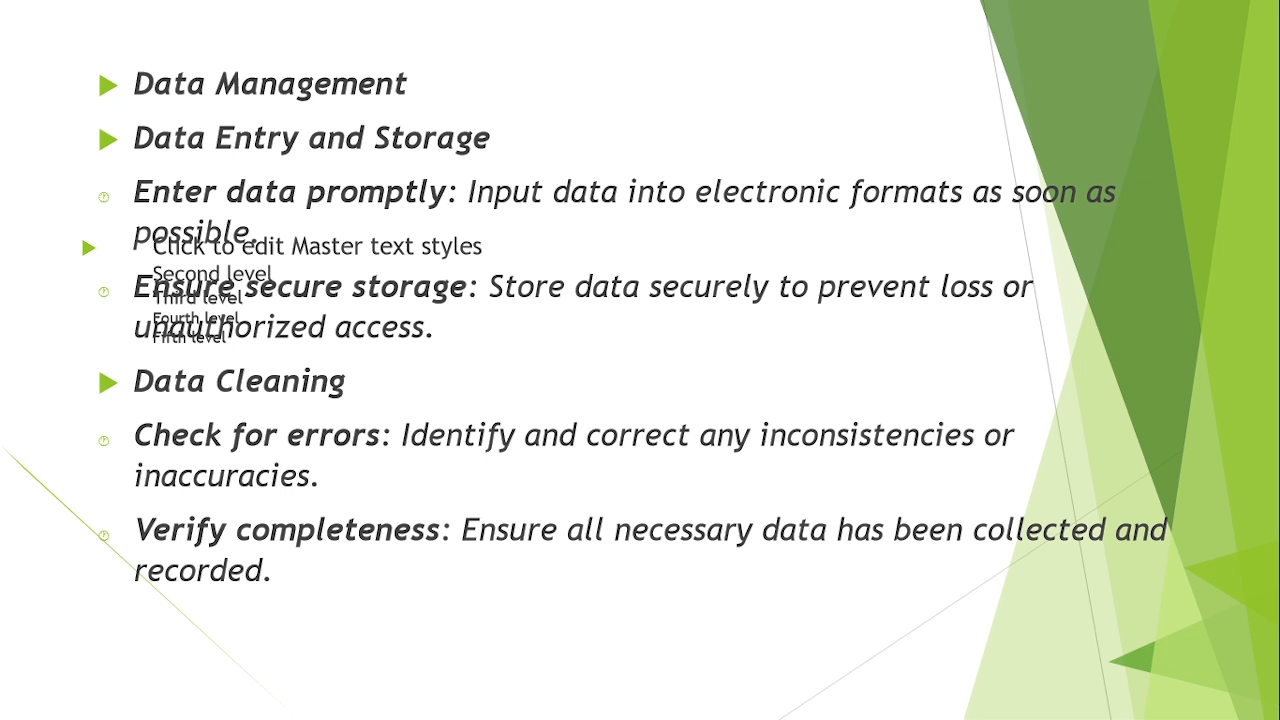 Data Management
Data Entry and Storage
Enter data promptly: Input data into electronic formats as soon as
possible.
Click to edit Master text styles
Second level
Ensure secure storage: Store data securely to prevent loss or
Third level
Fourth level
unauthorized access.
Fifth level
Data Cleaning
Check for errors: Identify and correct any inconsistencies or
inaccuracies.
Verify completeness: Ensure all necessary data has been collected and
recorded.